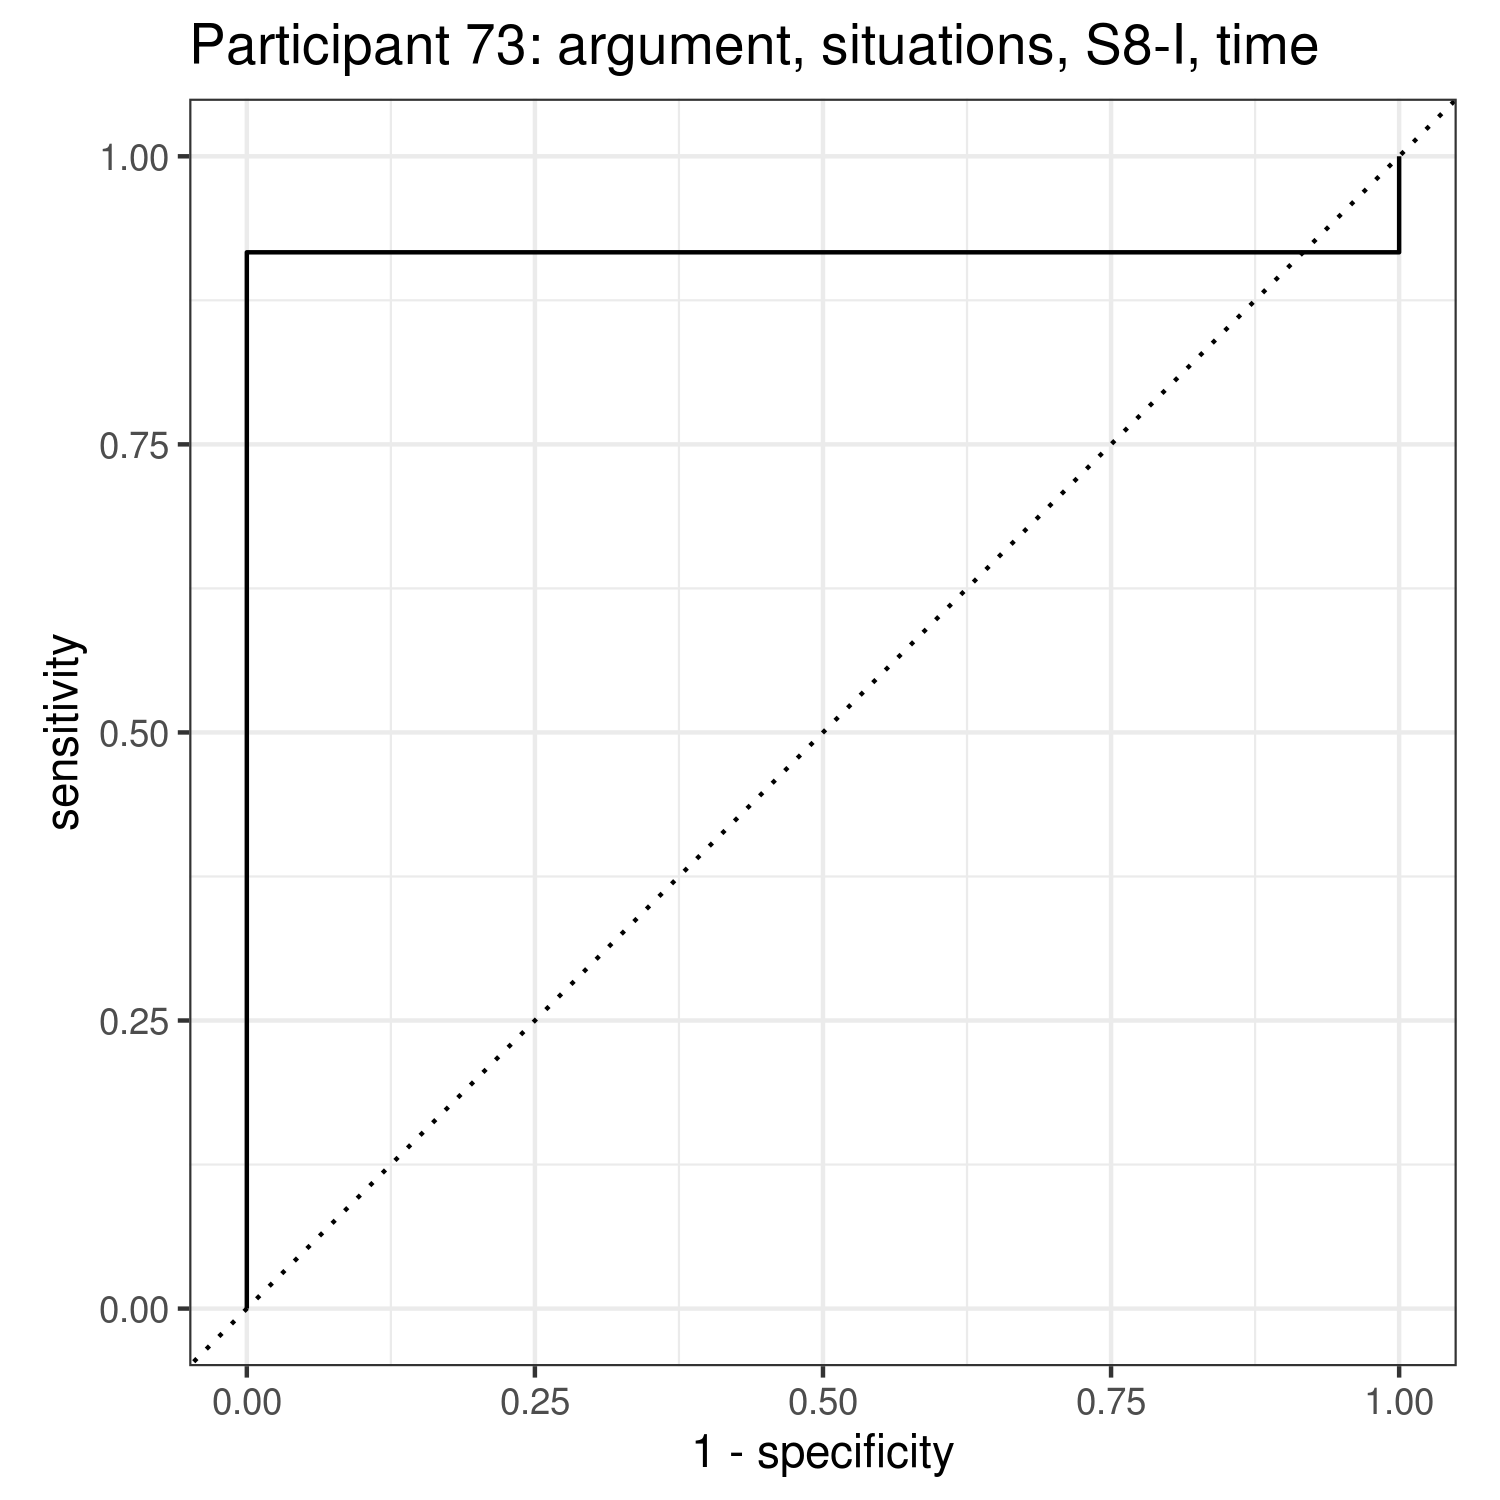 Participant 73: argument, situations, S8-I, time
1.00
0.75
0.50
0.25
0.00
sensitivity
0.00 0.25 0.50 0.75 1.00
1 - specificity